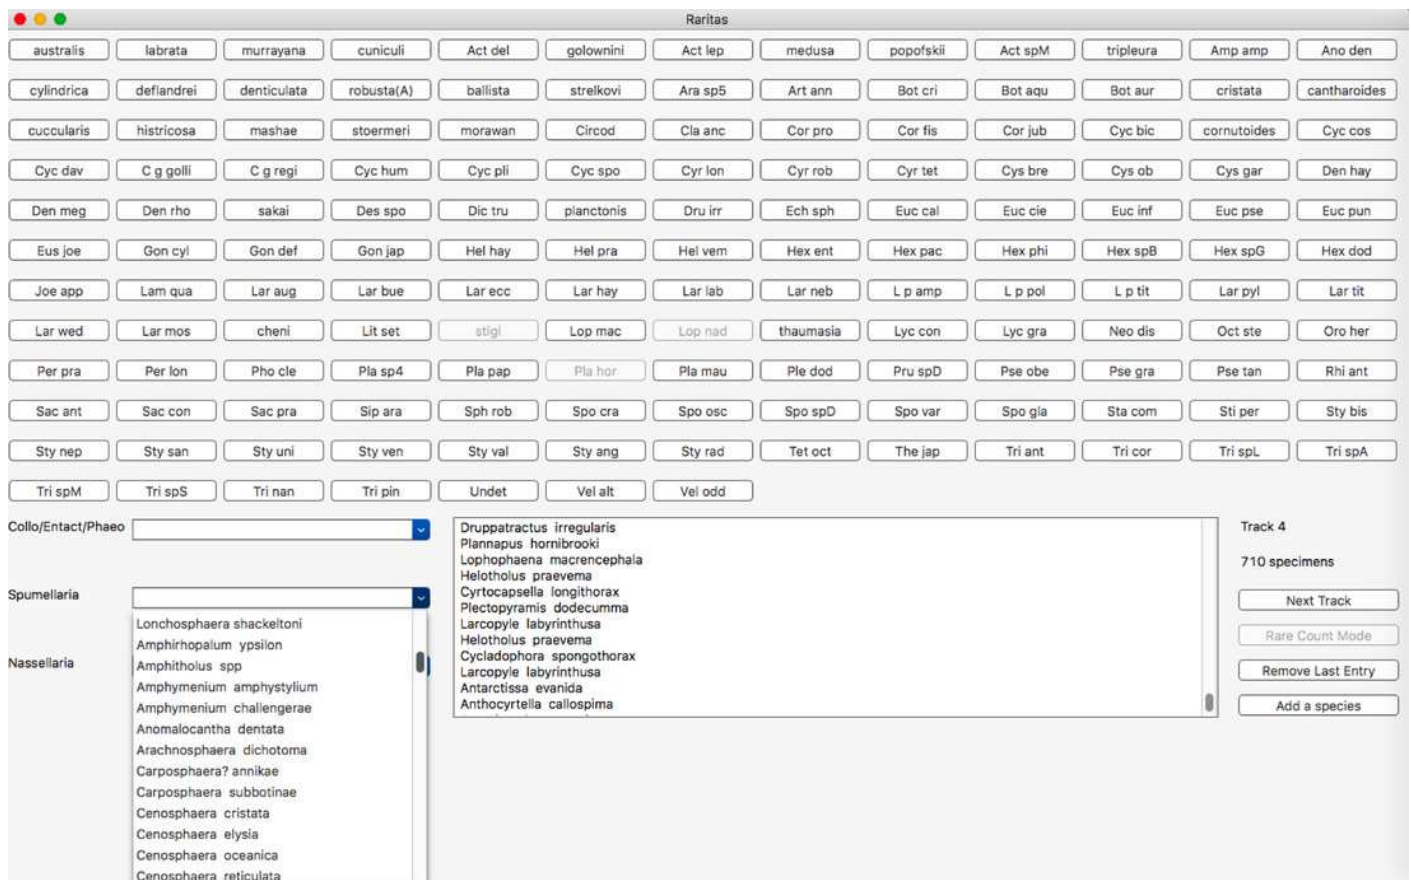 Raritas
australis labrata murrayana cuniculi Act del golownini Act lep medusa popofskii Act spM tripleura Amp amp Ano den
cylindrica deflandrei denticulata robusta(A) ballista strelkovi Ara sp5 Art ann Bot cri Bot aqu Bot aur cristata cantharoides
cuccularis histricosa mashae stoermeri morawan Circod Cla anc Cor pro Cor fis Cor jub Cyc bic cornutoides Cyc cos
Cyc dav C g golli C g regi Cyc hum Cyc pli Cyc spo Cyr lon Cyr rob Cyr tet Cys bre Cys ob Cys gar Den hay
Den meg Den rho sakai Des spo Dic tru planctonis Dru irr Ech sph Euc cal Euc cie Euc inf Euc pse Euc pun
Eus joe Gon cyl Gon def Gon jap Hel hay Hel pra Hel vem Hex ent Hex pac Hex phi Hex spB Hex spG Hex dod
Joe app Lam qua Lar aug Lar bue Lar ecc Lar hay Lar lab Lar neb L p amp L p pol L p tit Lar pyl Lar tit
Lar wed Lar mos cheni Lit set stigi Lop mac Lop nad thaumasia Lyc con Lyc gra Neo dis Oct ste Oro her
Per pra Per lon Pho cle Pla sp4 Pla pap Pla hor Pla mau Ple dod Pru spD Pse obe Pse gra Pse tan Rhi ant
Sac ant Sac con Sac pra Sip ara Sph rob Spo cra Spo osc Spo spD Spo var Spo gla Sta com Sti per Sty bis
Sty nep Sty san Sty uni Sty ven Sty val Sty ang Sty rad Tet oct The jap Tri ant Tri cor Tri spL Tri spA
Tri spM Tri spS Tri nan Tri pin Undet Vel alt Vel odd
Collo/Entact/Phaeo
Spumellaria
Lonchosphaera shackeltoni
Amphirhopalum ypsilon
Amphitholus spp
Amphymenium amphystylium
Amphymenium challengerae
Anomalocantha dentata
Arachnosphaera dichotoma
Carposphaera? annikae
Carposphaera subbotinae
Cenosphaera cristata
Cenosphaera elysia
Cenosphaera oceanica
Cenosphaera reticulata
Nassellaria
Druppatractus irregularis
Plannapus hornibrooki
Lophophaena macrencephala
Helotholus praevema
Cyrtocapsella longithorax
Plectopyramis dodecumma
Larcopyle labyrinthusa
Helotholus praevema
Cycladophora spongothorax
Larcopyle labyrinthusa
Antarctissa evanida
Anthocyrtella callospima
Track 4
710 specimens
Next Track
Rare Count Mode
Remove Last Entry
Add a species